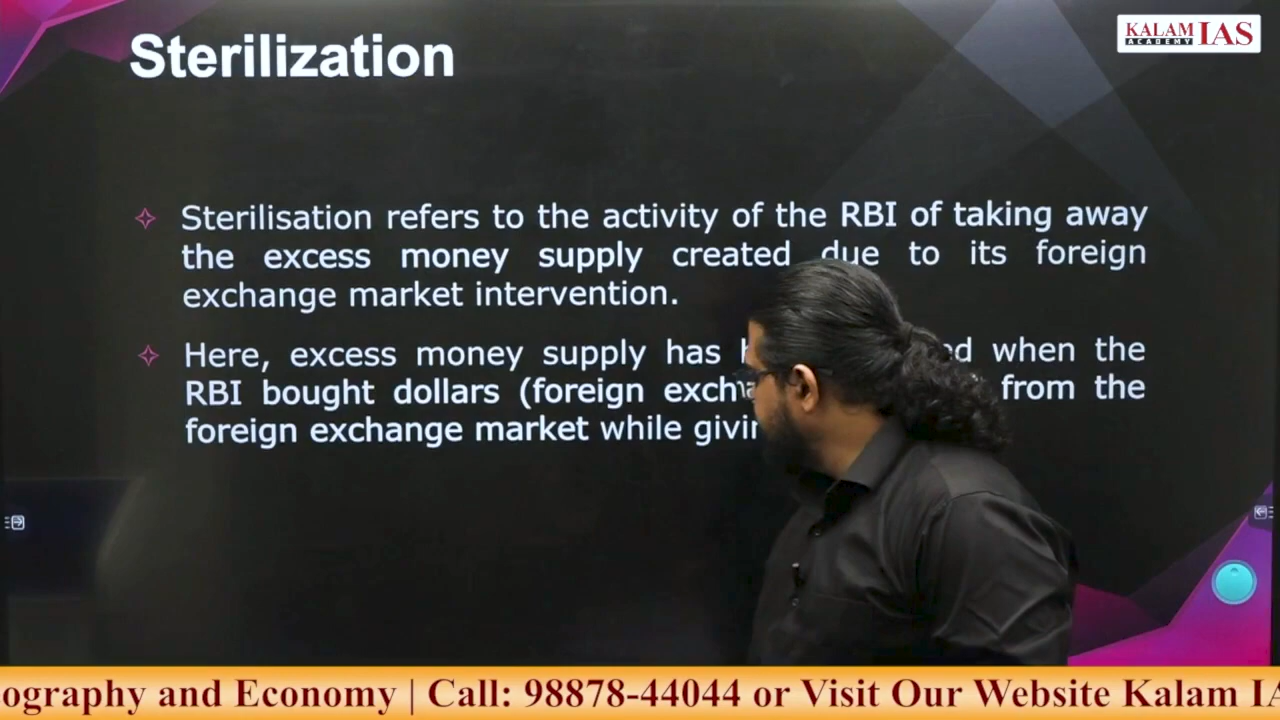 Sterilization
KALAM IAS
ACADEMY
Sterilisation refers to the activity of the RBI of taking away
the excess money supply created due to its foreign
exchange market intervention.
Here, excess money supply has when the
RBI bought dollars (foreign from the
foreign exchange market while
and Economy | Call: 98878-44044 or Visit Our Website Kalam